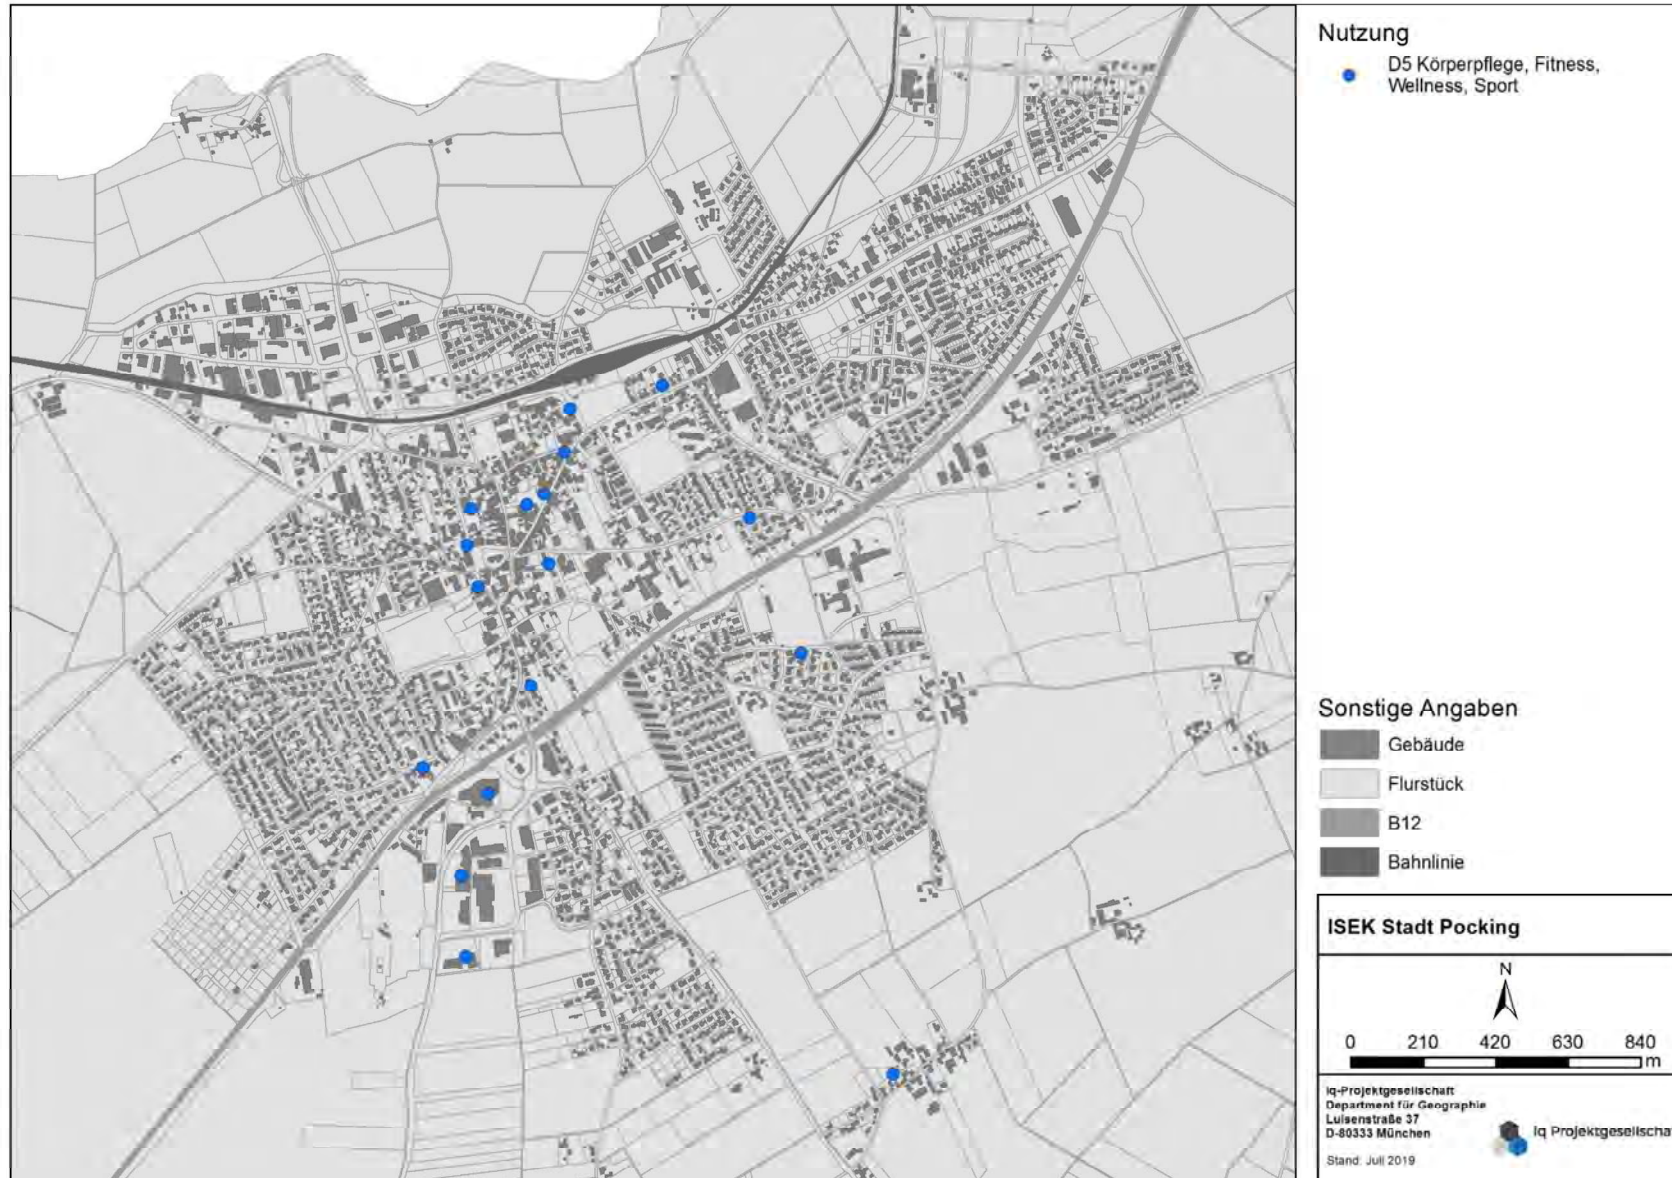 Nutzung
D5 Körperpflege, Fitness,
Wellness, Sport
Sonstige Angaben
Gebäude
Flurstück
B12
Bahnlinie
ISEK Stadt Pocking
N
0 210 420 630 840
m
Iq-Projektgesellschaft
Department für Geographie
Luisenstraße 37
D-80333 München
Iq Projektgesellschaf
Stand: Juli 2019